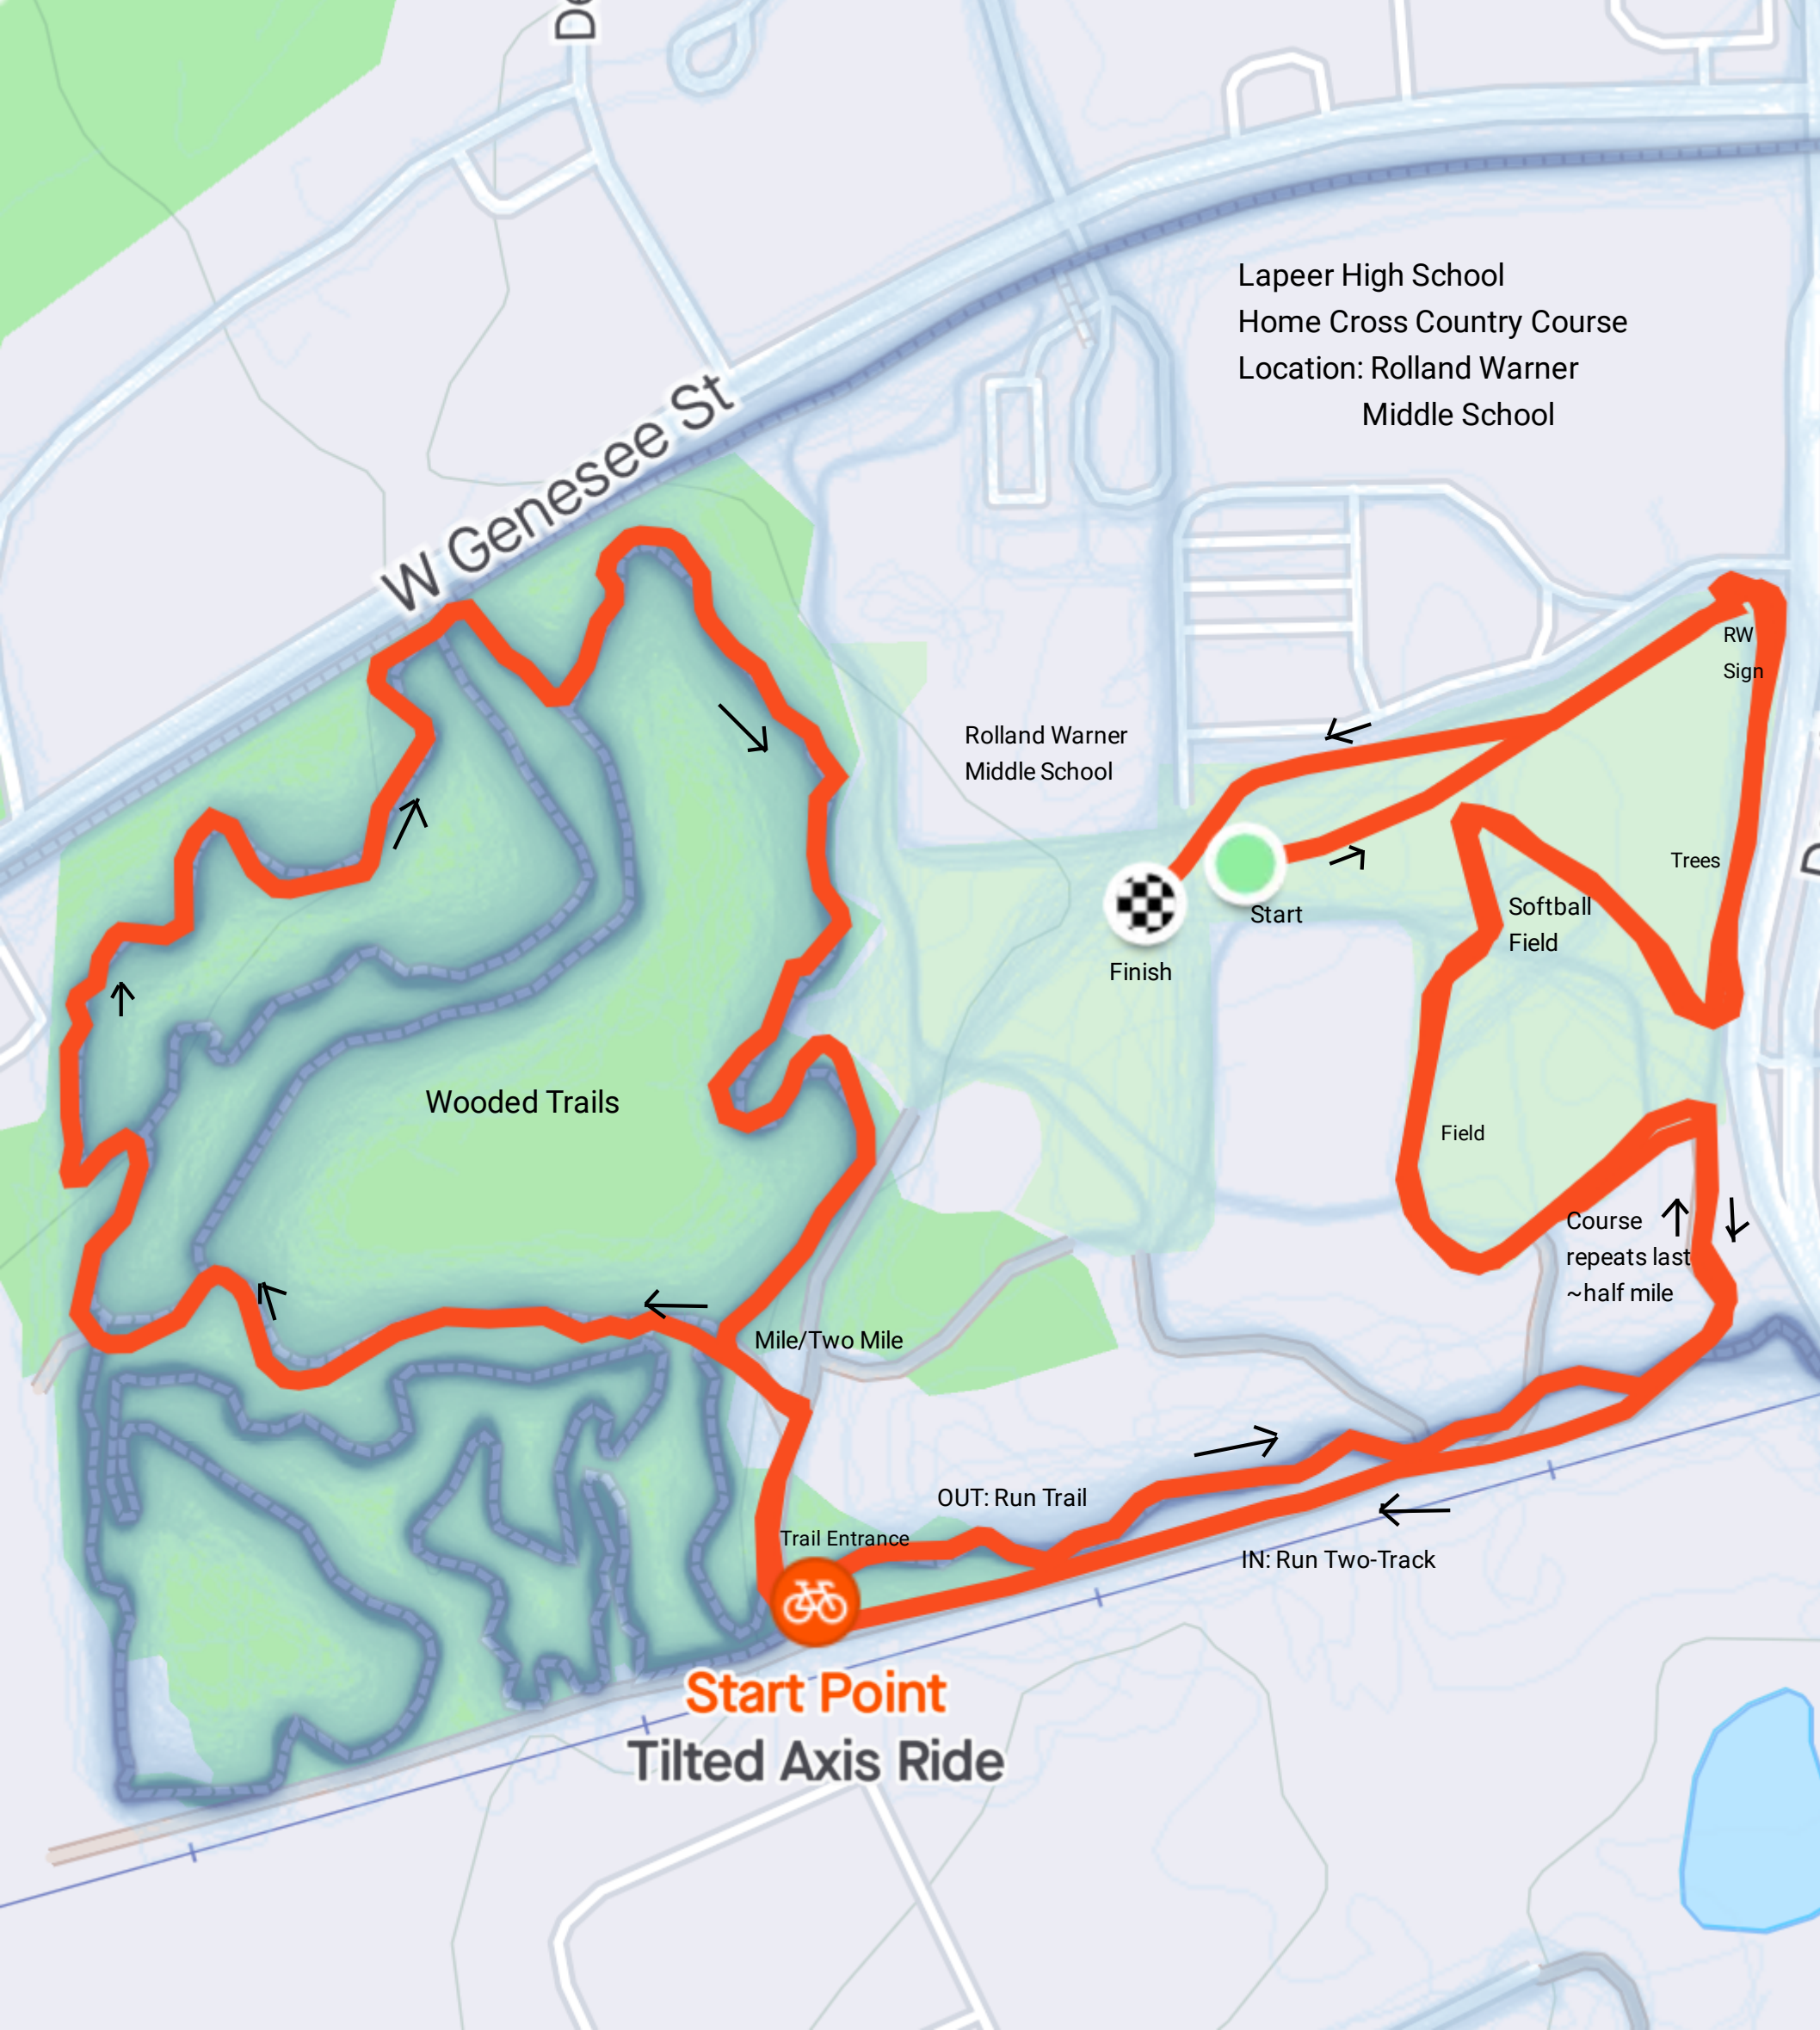 De
Lapeer High School
Home Cross Country Course
Location: Rolland Warner
Middle School
W Genesee St
RW
Sign
Rolland Warner
Middle School
Trees
Softball
Field
Start
Finish
Wooded Trails
Field
Course
repeats last
~half mile
Mile/Two Mile
OUT: Run Trail
Trail Entrance
IN: Run Two-Track
Start Point
Tilted Axis Ride